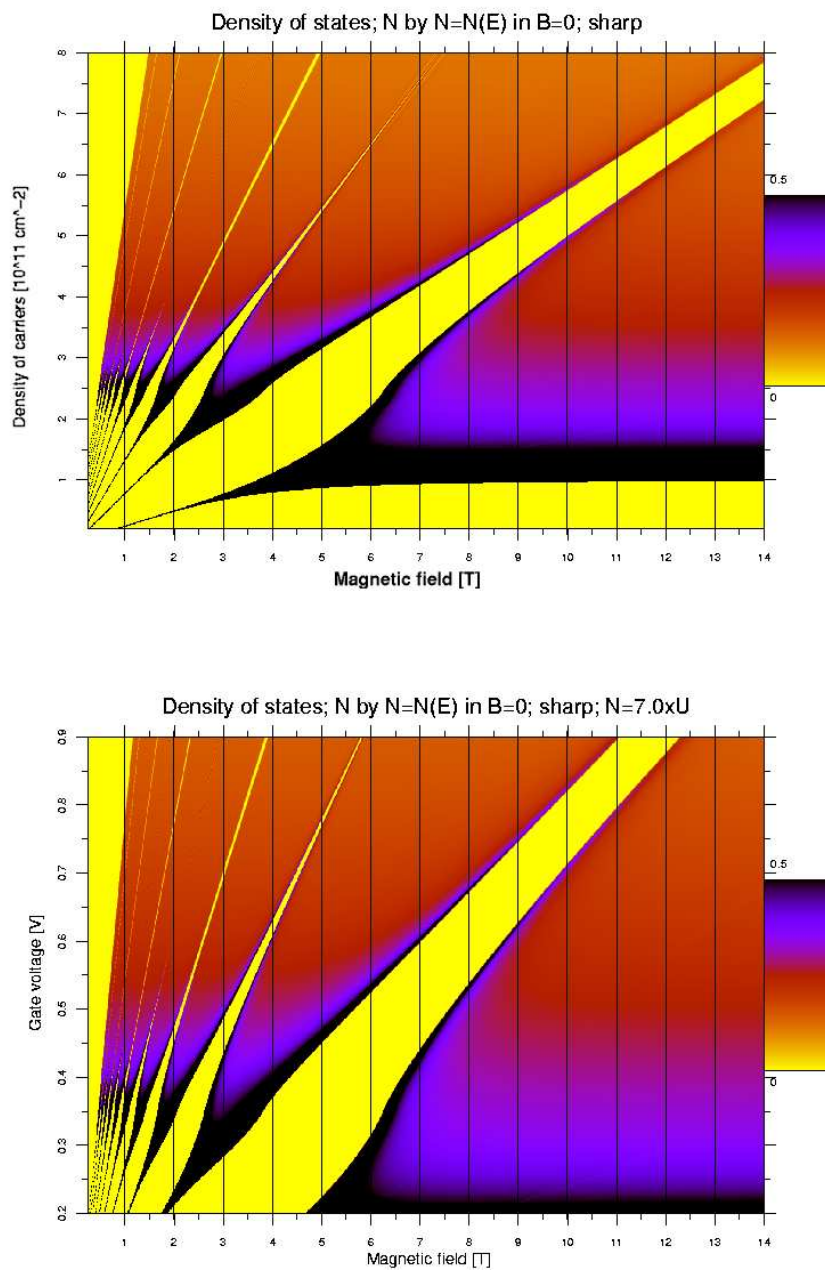 Density of states; N by N=N(E) in B=0; sharp
8
7
6
5
4
3
2
1
Density of carriers [10^11 cm^-2]
0.5
0
1 2 3 4 5 6 7 8 9 10 11 12 13 14
Magnetic field [T]
Density of states; N by N=N(E) in B=0; sharp; N=7.0xU
0.9
0.8
0.7
0.6
0.5
0.4
0.3
0.2
Gate voltage [V]
0.5
0
1 2 3 4 5 6 7 8 9 10 11 12 13 14
Magnetic field [T]